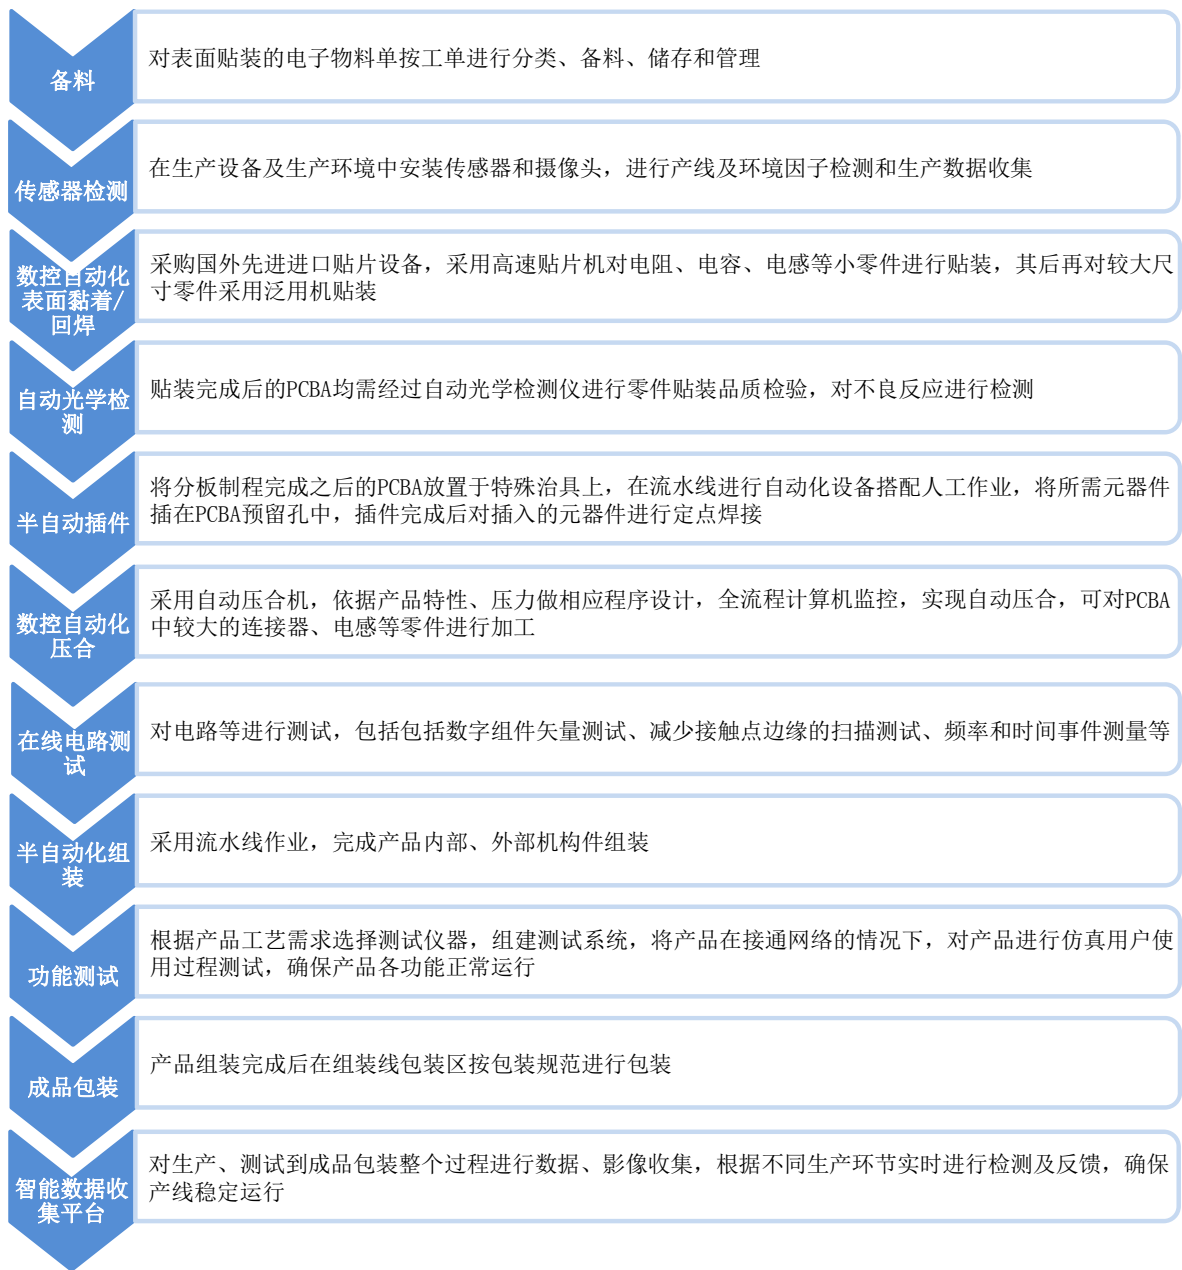 备料
对表面贴装的电子物料单按工单进行分类、备料、储存和管理
传感器检测
在生产设备及生产环境中安装传感器和摄像头，进行产线及环境因子检测和生产数据收集
数控自动化
表面黏着/
回焊
采购国外先进进口贴片设备，采用高速贴片机对电阻、电容、电感等小零件进行贴装，其后再对较大尺
寸零件采用泛用机贴装
自动光学检
测
贴装完成后的PCBA均需经过自动光学检测仪进行零件贴装品质检验，对不良反应进行检测
半自动插件
将分板制程完成之后的PCBA放置于特殊治具上，在流水线进行自动化设备搭配人工作业，将所需元器件
插在PCBA预留孔中，插件完成后对插入的元器件进行定点焊接
数控自动化
压合
采用自动压合机，依据产品特性、压力做相应程序设计，全流程计算机监控，实现自动压合，可对PCBA
中较大的连接器、电感等零件进行加工
在线电路测
试
对电路等进行测试，包括包括数字组件矢量测试、减少接触点边缘的扫描测试、频率和时间事件测量等
半自动化组
装
采用流水线作业，完成产品内部、外部机构件组装
功能测试
根据产品工艺需求选择测试仪器，组建测试系统，将产品在接通网络的情况下，对产品进行仿真用户使
用过程测试，确保产品各功能正常运行
成品包装
产品组装完成后在组装线包装区按包装规范进行包装
智能数据收
集平台
对生产、测试到成品包装整个过程进行数据、影像收集，根据不同生产环节实时进行检测及反馈，确保
产线稳定运行